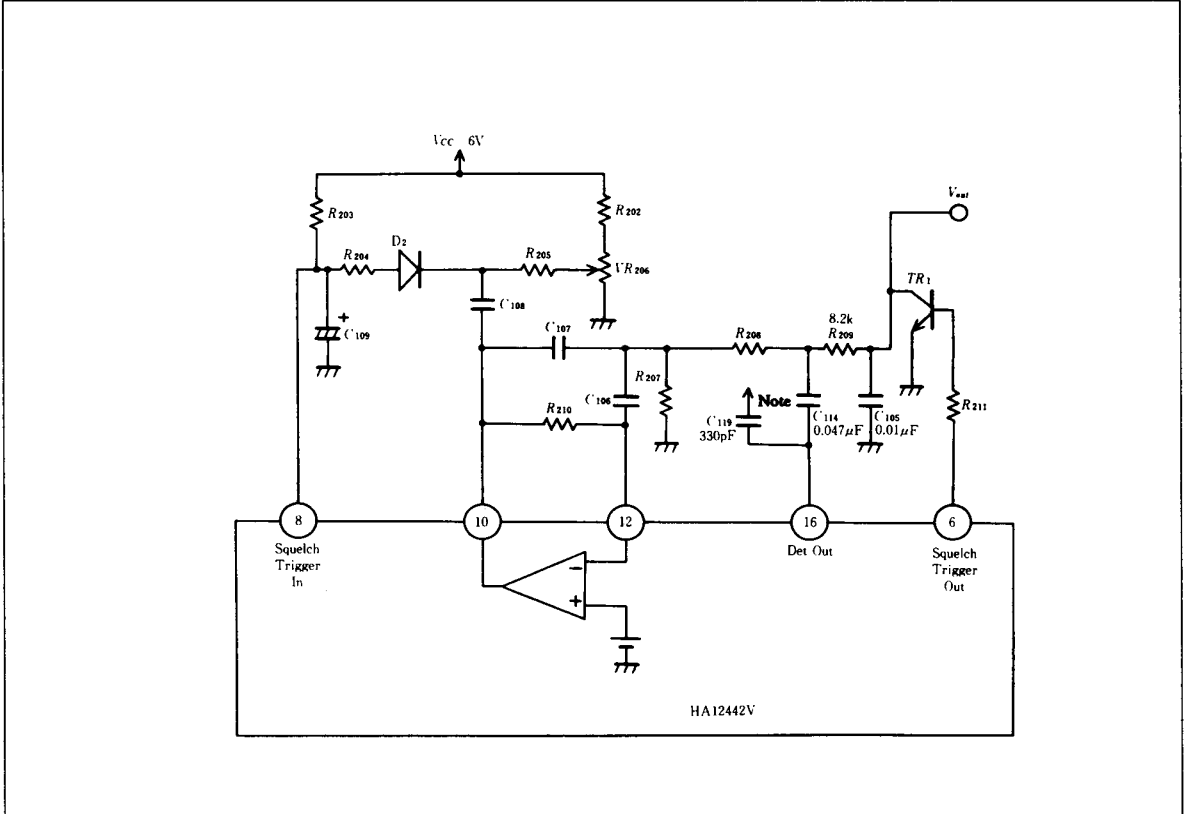 Vcc 6V
R203
R202
Vout
D2
R204
R205
VR206
TR1
C108
+
C109
C107
8.2k
R208
R209
R207
Note
C106
R210
C119
330pF
C114
0.047μF
C105
0.01μF
R211
8
10
12
16
6
Squelch
Trigger
In
Det Out
Squelch
Trigger
Out
−
+
HA12442V